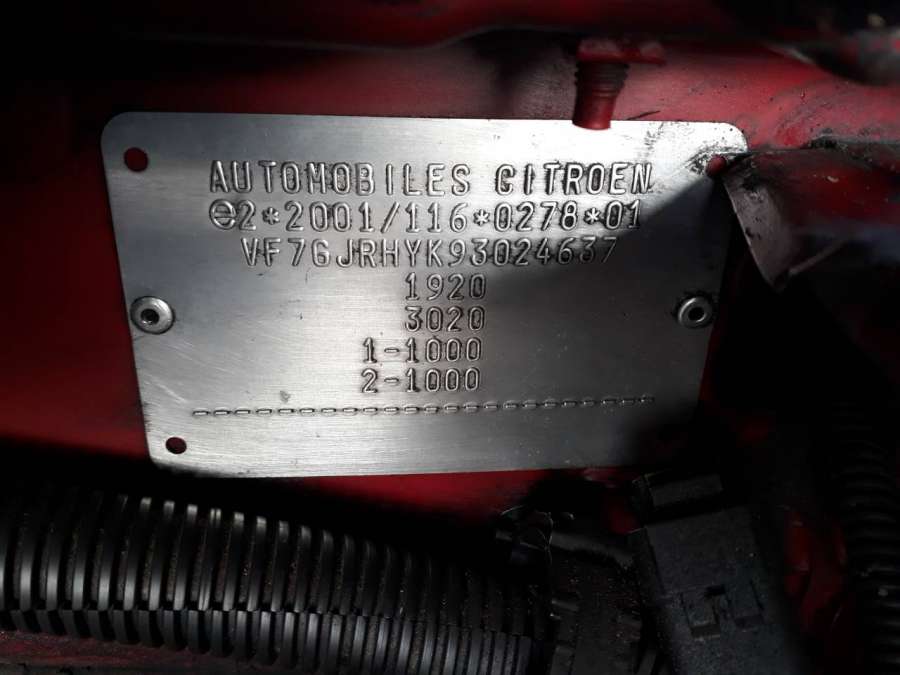 AUTOMOBILES CITROEN
e2*2001/116*0278*01
VF7GJRHYK93024637
1920
3020
1-1000
2-1000